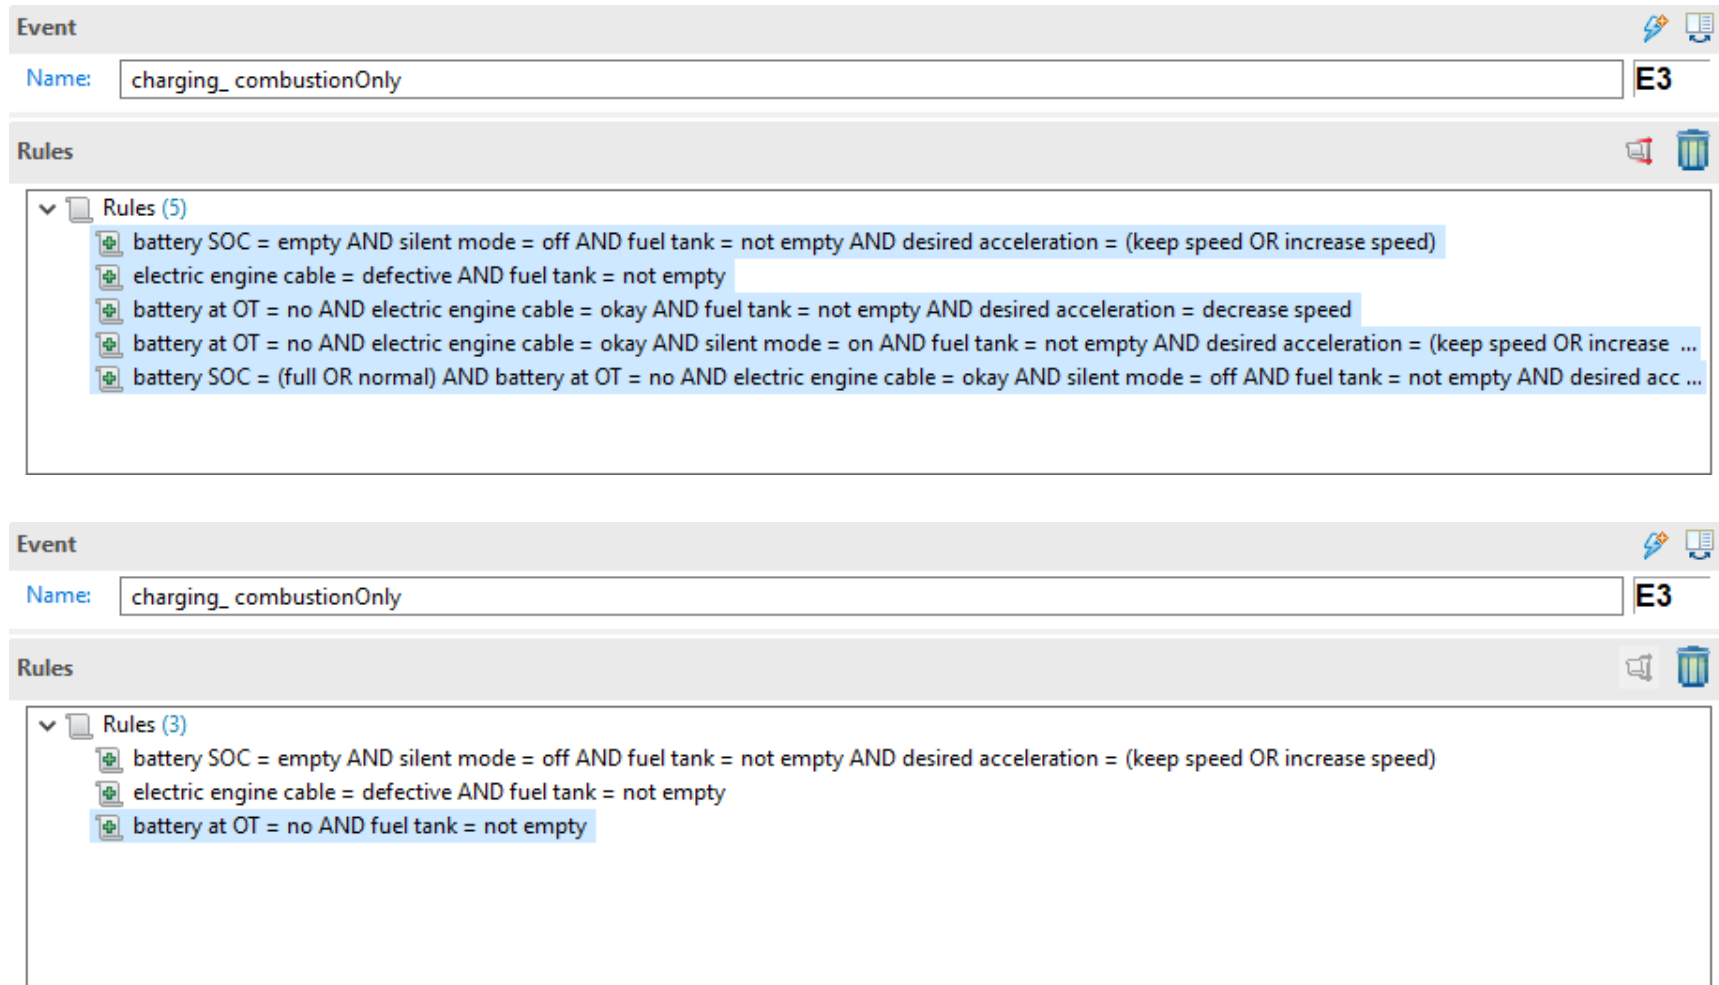 Event
Name: charging_ combustionOnly E3
Rules
Rules (5)
battery SOC = empty AND silent mode = off AND fuel tank = not empty AND desired acceleration = (keep speed OR increase speed)
electric engine cable = defective AND fuel tank = not empty
battery at OT = no AND electric engine cable = okay AND fuel tank = not empty AND desired acceleration = decrease speed
battery at OT = no AND electric engine cable = okay AND silent mode = on AND fuel tank = not empty AND desired acceleration = (keep speed OR increase ...
battery SOC = (full OR normal) AND battery at OT = no AND electric engine cable = okay AND silent mode = off AND fuel tank = not empty AND desired acc ...
Event
Name: charging_ combustionOnly E3
Rules
Rules (3)
battery SOC = empty AND silent mode = off AND fuel tank = not empty AND desired acceleration = (keep speed OR increase speed)
electric engine cable = defective AND fuel tank = not empty
battery at OT = no AND fuel tank = not empty